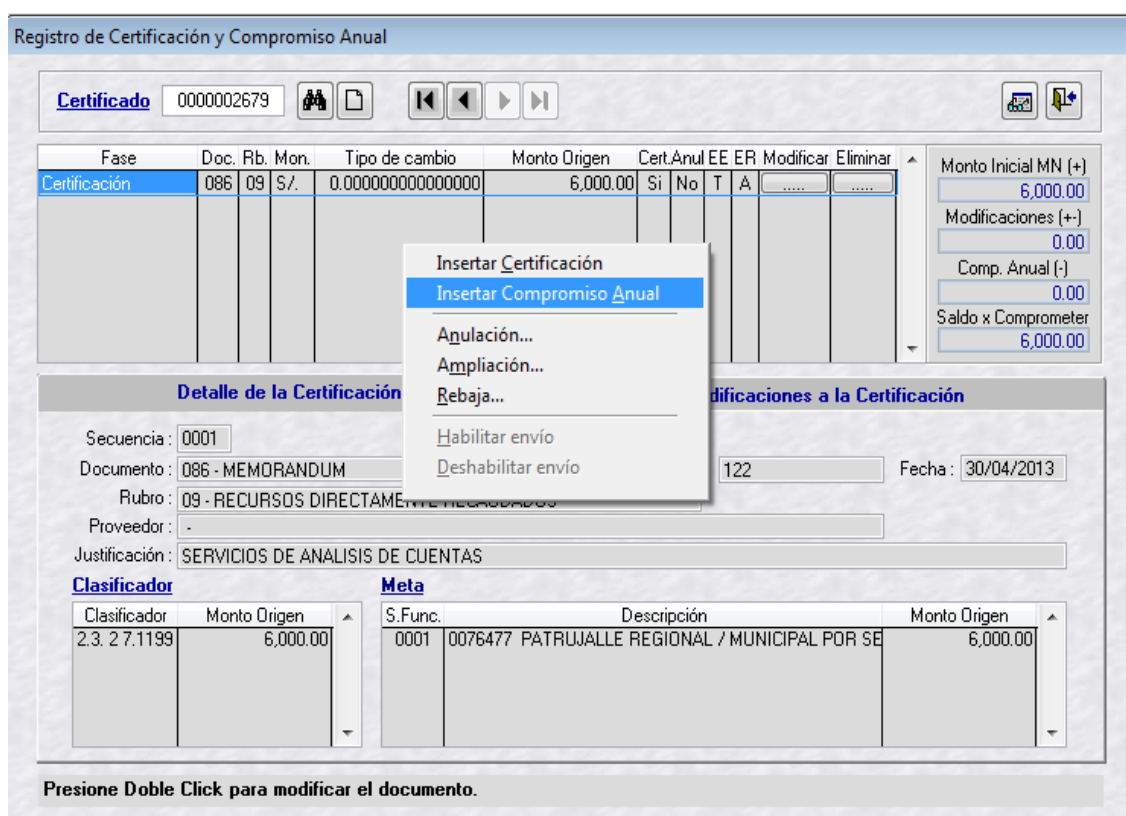 Registro de Certificación y Compromiso Anual
Certificado 0000002679
Fase Doc. Rb. Mon. Tipo de cambio Monto Origen Cert. Anul EE ER Modificar Eliminar
Certificación 086 09 S/. 0.000000000000000 6,000.00 Si No T A ..... .....
Monto Inicial MN (+)
6,000.00
Modificaciones (+-)
0.00
Comp. Anual (-)
0.00
Saldo x Comprometer
6,000.00
Insertar Certificación
Insertar Compromiso Anual
Anulación...
Ampliación...
Rebaja...
Habilitar envío
Deshabilitar envío
Detalle de la Certificación dificaciones a la Certificación
Secuencia : 0001
Documento : 086 - MEMORANDUM 122 Fecha : 30/04/2013
Rubro : 09 - RECURSOS DIRECTAMENTE RECAUDADOS
Proveedor : -
Justificación : SERVICIOS DE ANALISIS DE CUENTAS
Clasificador Meta
Clasificador Monto Origen S.Func. Descripción Monto Origen
2.3. 2 7.1199 6,000.00 0001 0076477 PATRUJALLE REGIONAL / MUNICIPAL POR SE 6,000.00
Presione Doble Click para modificar el documento.